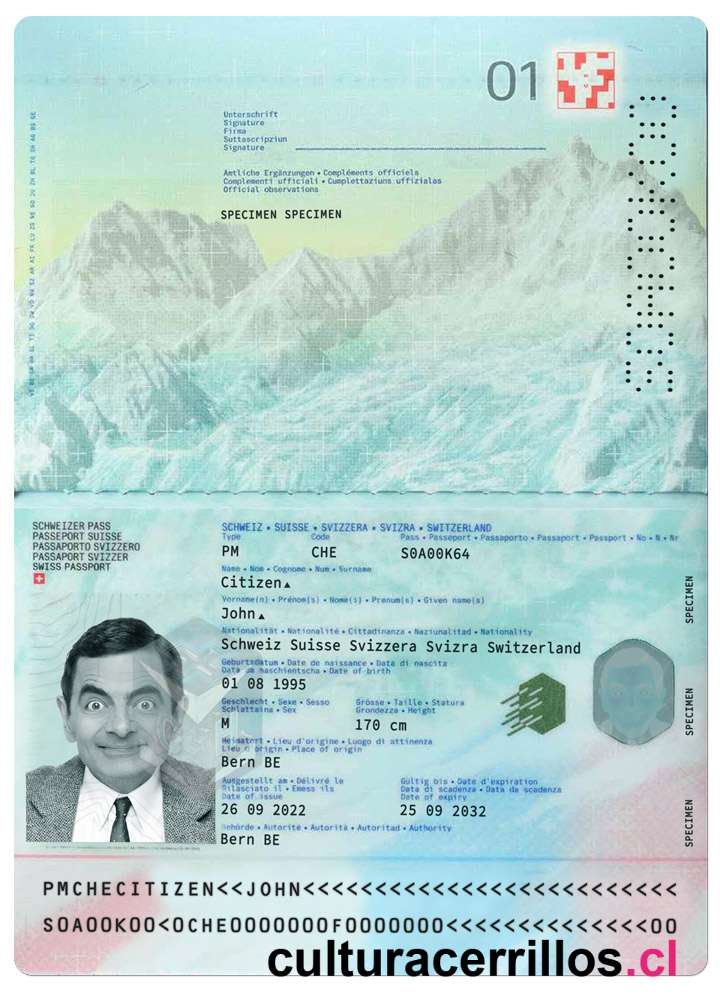 01
Unterschrift
Signature
Firma
Suttascripziun
Signature
Amtliche Ergänzungen • Compléments officiels
Complementi ufficiali • Cumplettaziuns uffizialas
Official observations
SPECIMEN SPECIMEN
SCHWEIZER PASS
PASSEPORT SUISSE
PASSAPORTO SVIZZERO
PASSAPORT SVIZZER
SWISS PASSPORT
SCHWEIZ • SUISSE • SVIZZERA • SVIZRA • SWITZERLAND
Type Code Pass • Passeport • Passaporto • Passaport • Passport • No • N • Nr
PM CHE S0A00K64
Name • Nom • Cognome • Num • Surname
Citizen
Vorname(n) • Prénom(s) • Nome(i) • Prenum(s) • Given name(s)
John
Nationalität • Nationalité • Cittadinanza • Naziunalitad • Nationality
Schweiz Suisse Svizzera Svizra Switzerland
Geburtsdatum • Date de naissance • Data di nascita
Data da naschientscha • Date of birth
01 08 1995
Geschlecht • Sexe • Sesso Grösse • Taille • Statura
Schlattaina • Sex Grondezza • Height
M 170 cm
Heimatort • Lieu d'origine • Luogo di attinenza
Lieu d'origin • Place of origin
Bern BE
Ausgestellt am • Délivré le Gültig bis • Date d'expiration
Rilasciato il • Emess ils Data di scadenza • Data da scadenza
Date of issue Date of expiry
26 09 2022 25 09 2032
Behörde • Autorité • Autorità • Autoritad • Authority
Bern BE
SPECIMEN
SPECIMEN
SPECIMEN
PMCHECITIZEN<<JOHN<<<<<<<<<<<<<<<<<<<<<<<<<<
S0A00K00<0CHE0000000F0000000<<<<<<<<<<<<<<00
culturacerrillos.cl